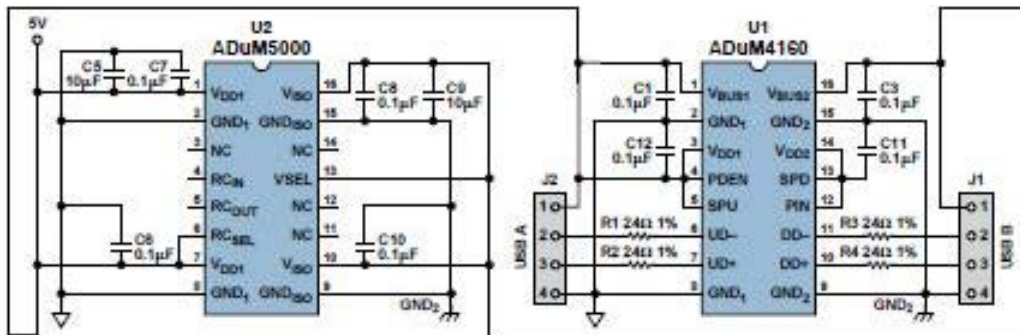 5V
U2
ADuM5000
C5
10µF
C7
0.1µF
1 VDD1 VISO 16
2 GND1 GNDISO 15
3 NC NC 14
4 RCIN VSEL 13
5 RCOUT NC 12
6 RCSEL NC 11
7 VDD1 VISO 10
8 GND1 GNDISO 9
C6
0.1µF
C8
0.1µF
C9
10µF
C10
0.1µF
GND2
U1
ADuM4160
C1
0.1µF
C12
0.1µF
1 VBUS1 VBUS2 16
2 GND1 GND2 15
3 VDD1 VDD2 14
4 PDEN SPD 13
5 SPU PIN 12
6 UD– DD– 11
7 UD+ DD+ 10
8 GND1 GND2 9
C3
0.1µF
C11
0.1µF
J2
USB A
1
2
3
4
R1 24Ω 1%
R2 24Ω 1%
R3 24Ω 1%
R4 24Ω 1%
GND2
J1
1
2
3
4
USB B